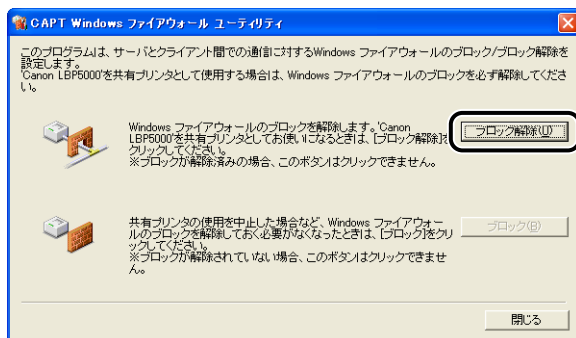 CAPT Windows ファイアウォール ユーティリティ
このプログラムは、サーバとクライアント間での通信に対するWindows ファイアウォールのブロック/ブロック解除を
設定します。
'Canon LBP5000'を共有プリンタとして使用する場合は、Windows ファイアウォールのブロックを必ず解除してくださ
い。
Windows ファイアウォールのブロックを解除します。'Canon
LBP5000'を共有プリンタとしてお使いになるときは、[ブロック解除]を
クリックしてください。
※ブロックが解除済みの場合、このボタンはクリックできません。
ブロック解除(U)
共有プリンタの使用を中止した場合など、Windows ファイアウォー
ルのブロックを解除しておく必要がなくなったときは、[ブロック]をクリ
ックしてください。
※ブロックが解除されていない場合、このボタンはクリックできませ
ん。
ブロック(B)
閉じる